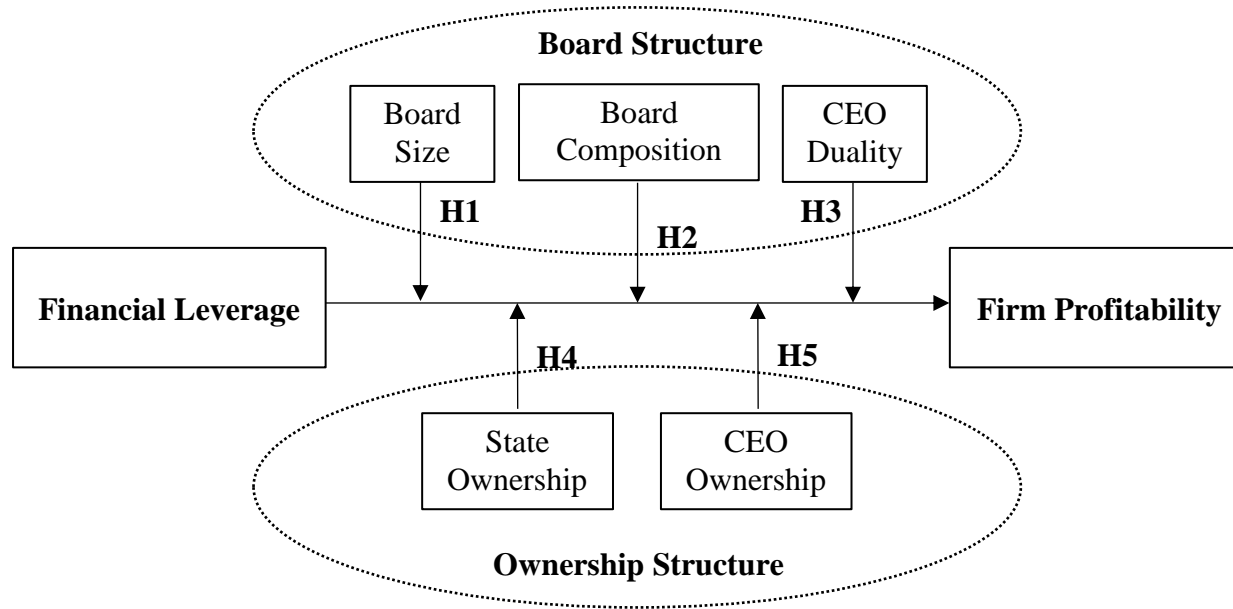 Board Structure
Board
Size
Board
Composition
CEO
Duality
H1
H2
H3
Financial Leverage
Firm Profitability
H4
H5
State
Ownership
CEO
Ownership
Ownership Structure